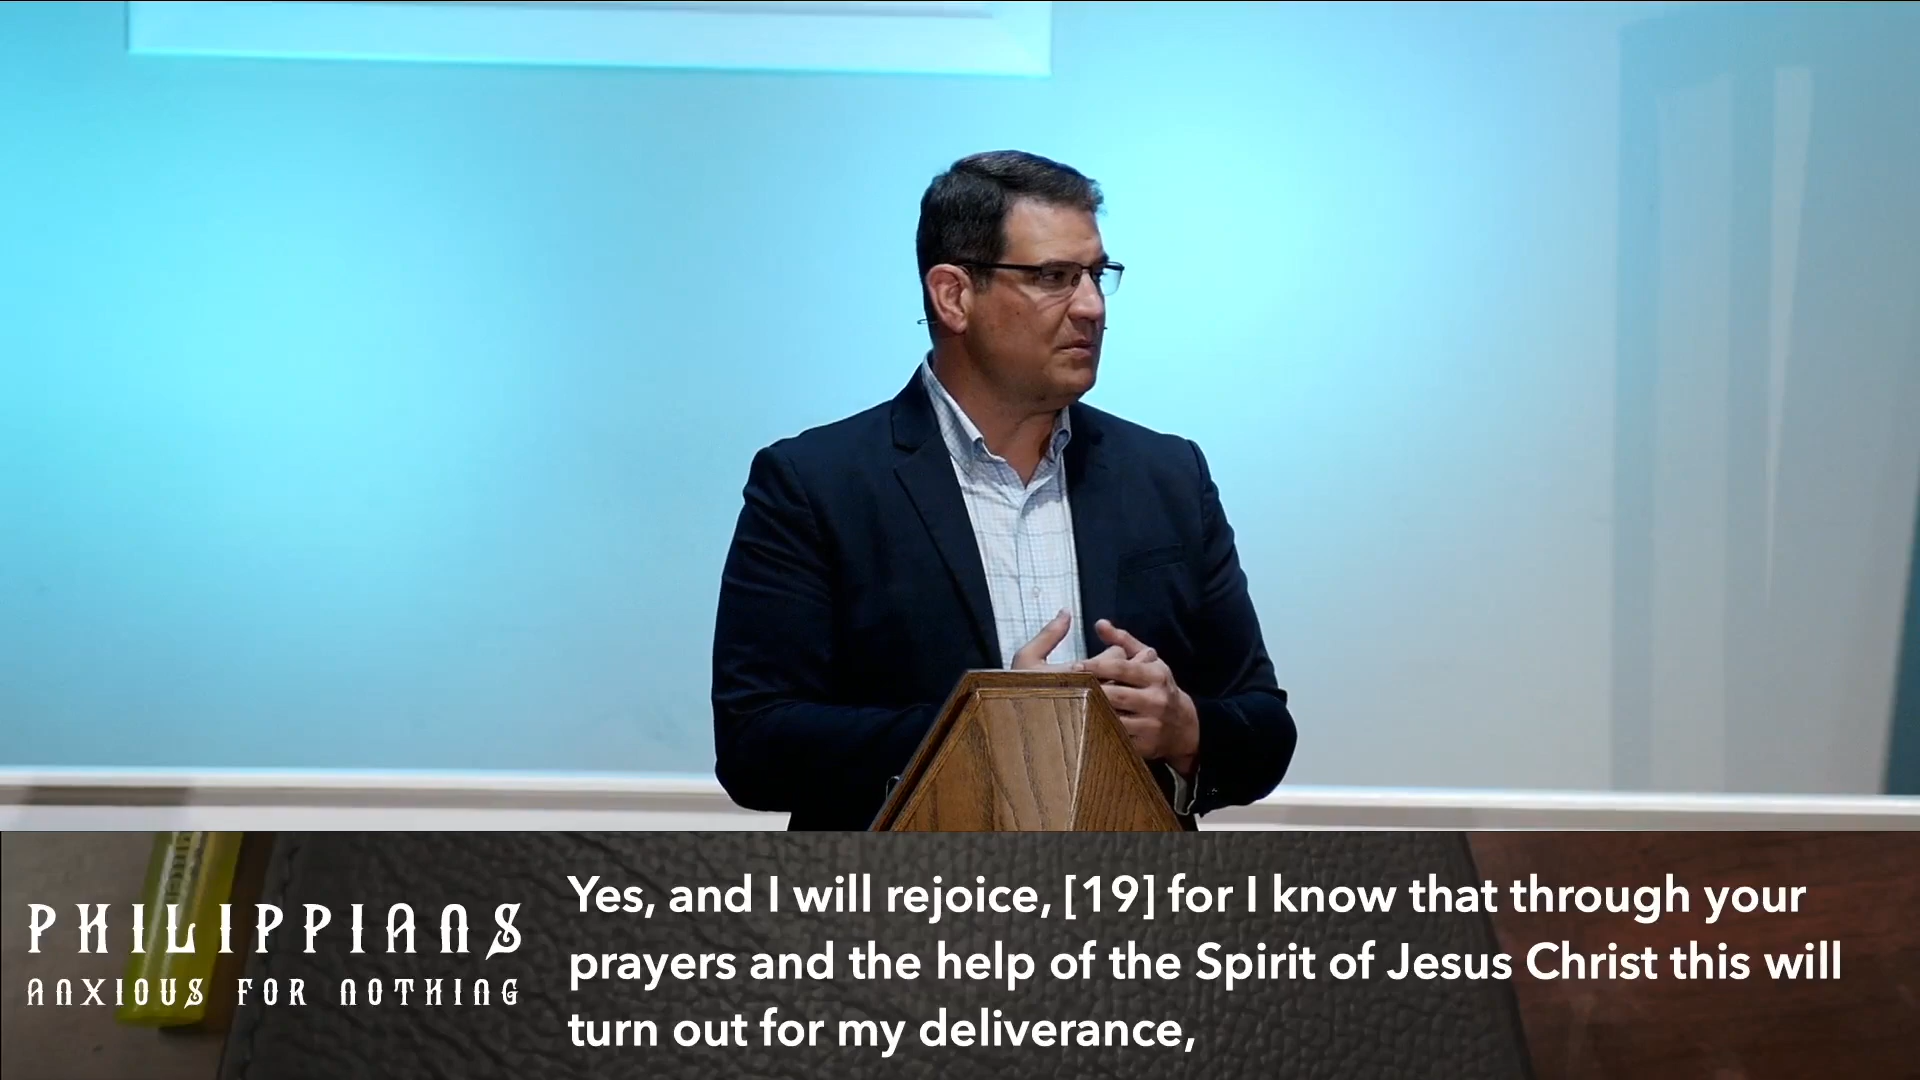 PHILIPPIANS
ANXIOUS FOR NOTHING
Yes, and I will rejoice, [19] for I know that through your
prayers and the help of the Spirit of Jesus Christ this will
turn out for my deliverance,